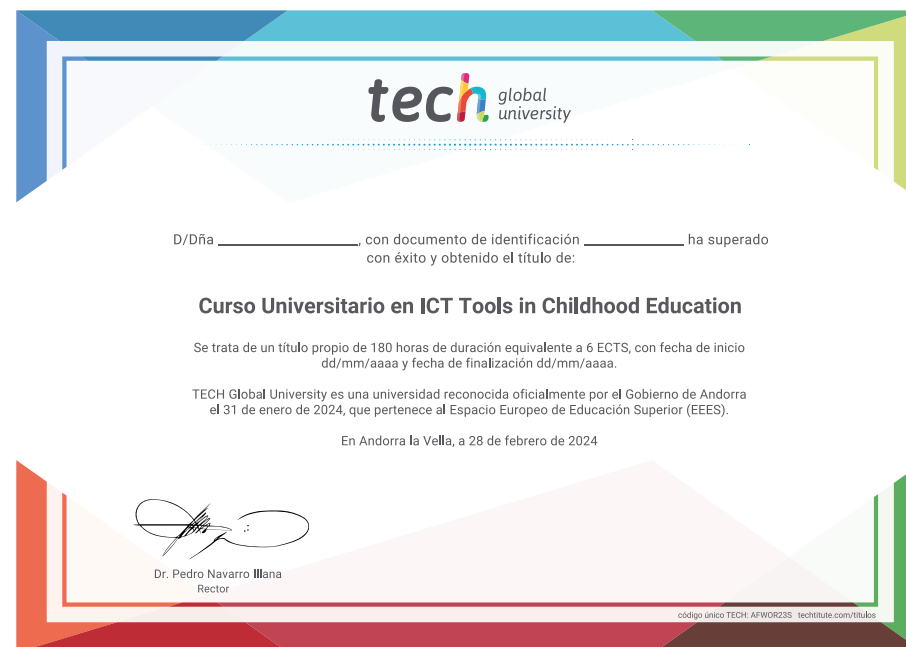 tech global university
D/Dña ____________________, con documento de identificación ______________ ha superado
con éxito y obtenido el título de:
Curso Universitario en ICT Tools in Childhood Education
Se trata de un título propio de 180 horas de duración equivalente a 6 ECTS, con fecha de inicio
dd/mm/aaaa y fecha de finalización dd/mm/aaaa.
TECH Global University es una universidad reconocida oficialmente por el Gobierno de Andorra
el 31 de enero de 2024, que pertenece al Espacio Europeo de Educación Superior (EEES).
En Andorra la Vella, a 28 de febrero de 2024
Dr. Pedro Navarro Illana
Rector
código único TECH: AFWOR23S techtitute.com/titulos